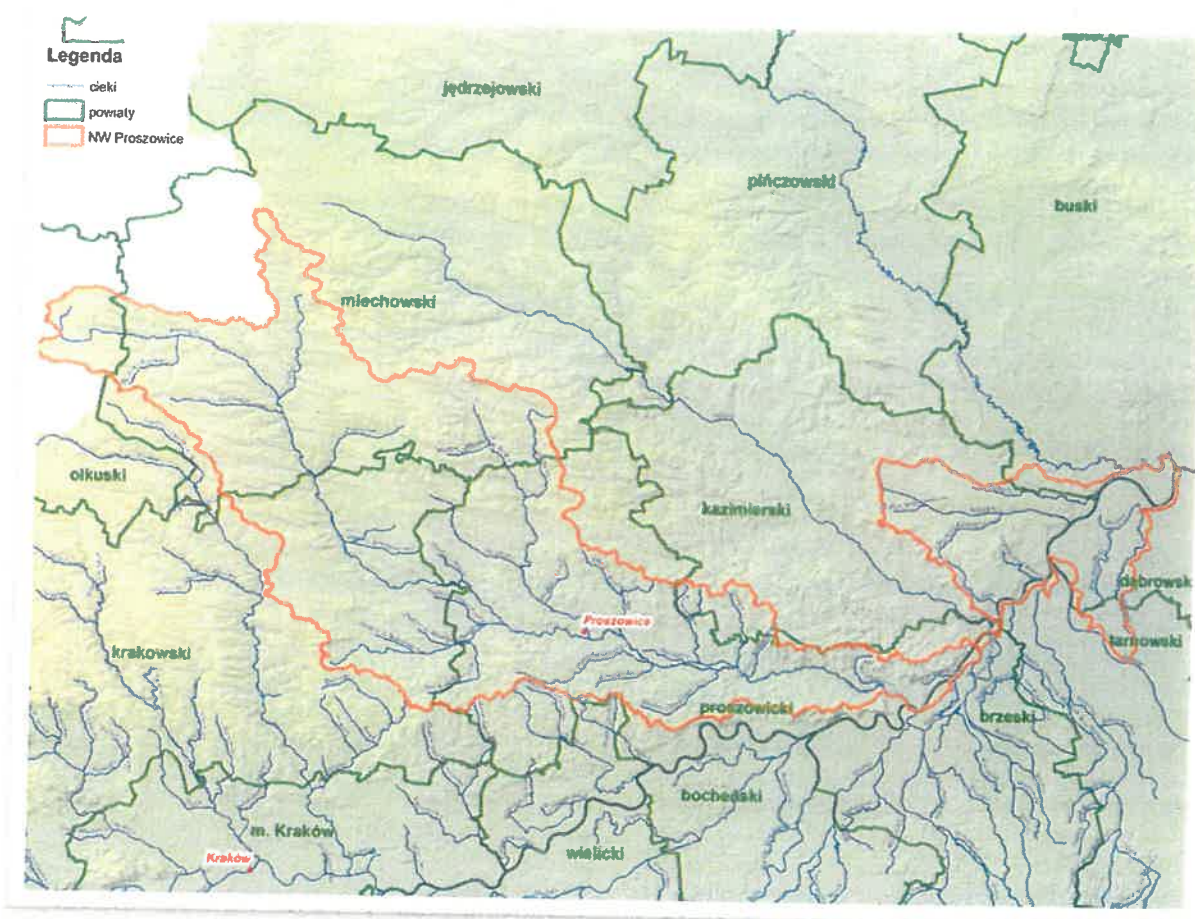 Legenda
cieki
powiaty
NW Proszowice
jędrzejowski
pińczowski
buski
miechowski
olkuski
kazimierski
dąbrowsk
Proszowice
tarnowski
krakowski
proszowicki
brzeski
bocheński
m. Kraków
wielicki
Kraków